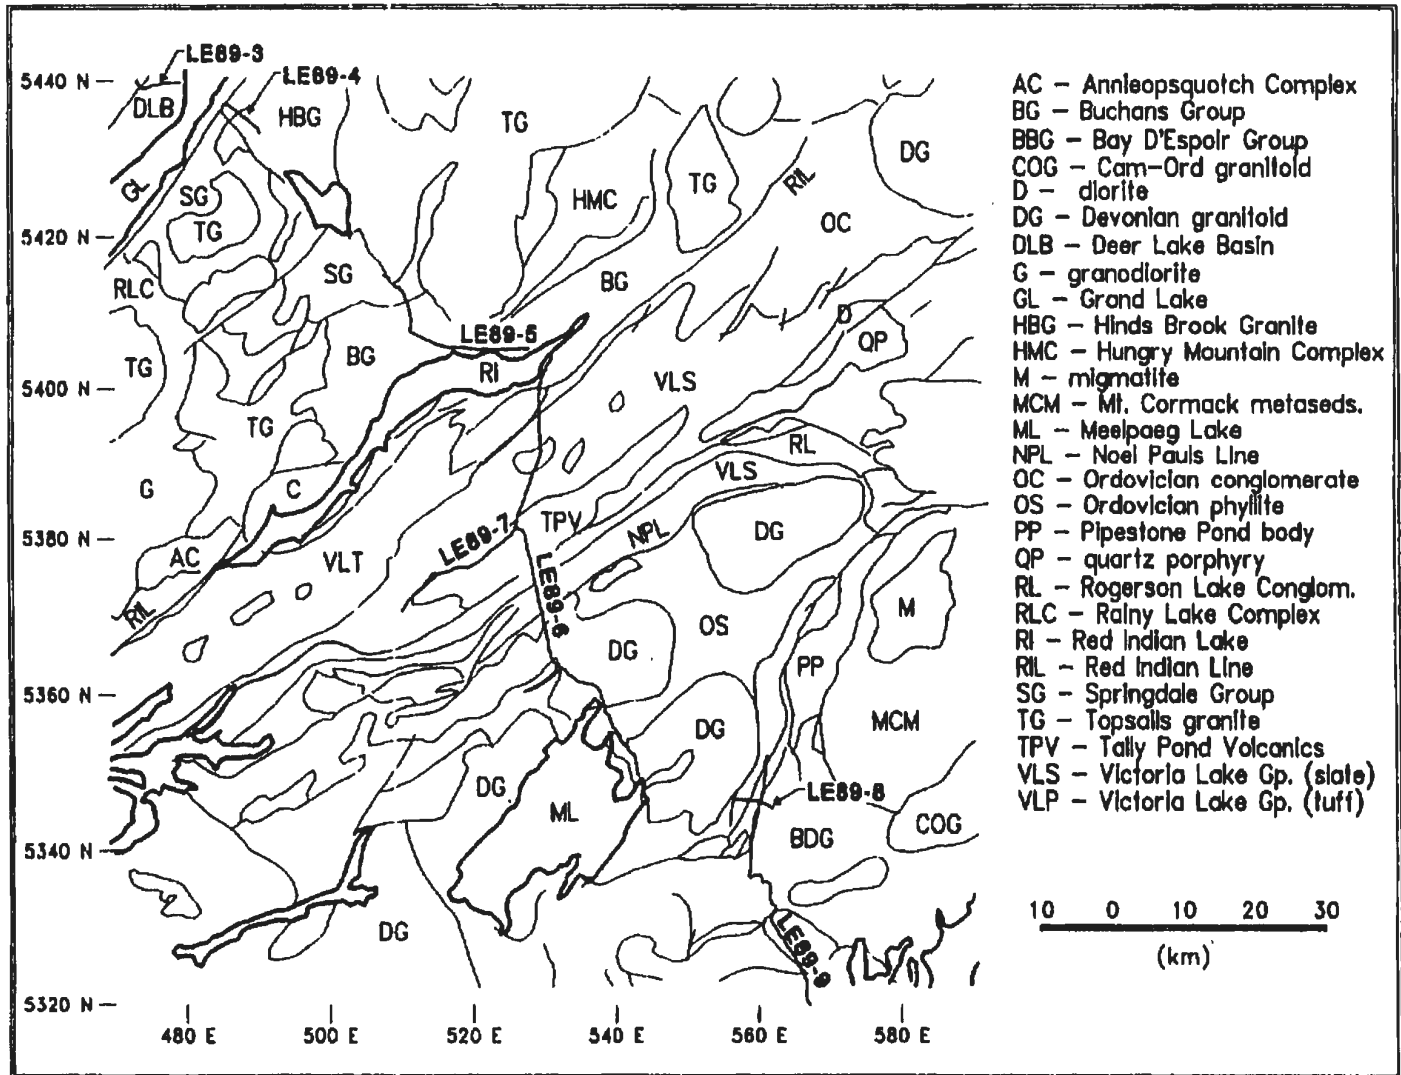 LE89-3
5440 N
LE89-4
DLB
HBG
TG
DG
GL
SG
TG
HMC
TG
RIL
OC
5420 N
RLC
SG
BG
D
LE89-5
QP
TG
BG
RI
5400 N
VLS
TG
RL
VLS
G
C
TPV
NPL
DG
5380 N
AC
VLT
LE89-7
LE89-6
RIL
M
OS
DG
PP
5360 N
DG
MCM
DG
ML
LE89-8
BDG
COG
5340 N
DG
LE89-9
5320 N
480 E 500 E 520 E 540 E 560 E 580 E
AC – Annieopsquotch Complex
BG – Buchans Group
BBG – Bay D'Espoir Group
COG – Cam-Ord granitoid
D – diorite
DG – Devonian granitoid
DLB – Deer Lake Basin
G – granodiorite
GL – Grand Lake
HBG – Hinds Brook Granite
HMC – Hungry Mountain Complex
M – migmatite
MCM – Mt. Cormack metaseds.
ML – Meelpaeg Lake
NPL – Noel Pauls Line
OC – Ordovician conglomerate
OS – Ordovician phyllite
PP – Pipestone Pond body
QP – quartz porphyry
RL – Rogerson Lake Conglom.
RLC – Rainy Lake Complex
RI – Red Indian Lake
RIL – Red Indian Line
SG – Springdale Group
TG – Topsails granite
TPV – Tally Pond Volcanics
VLS – Victoria Lake Gp. (slate)
VLP – Victoria Lake Gp. (tuff)
10 0 10 20 30
(km)